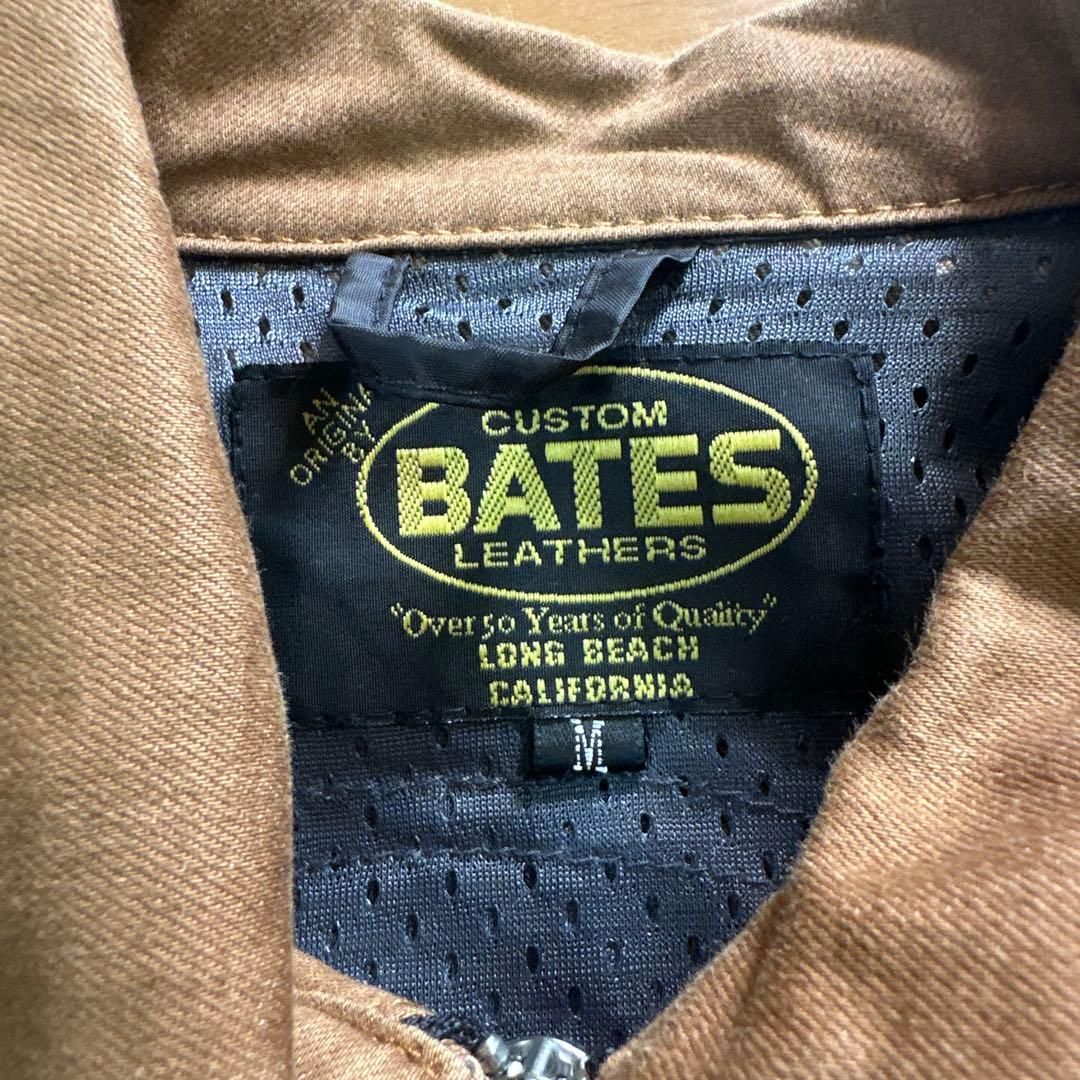 AN
ORIGINAL
BY
CUSTOM
BATES
LEATHERS
"Over 50 Years of Quality"
LONG BEACH
CALIFORNIA
M